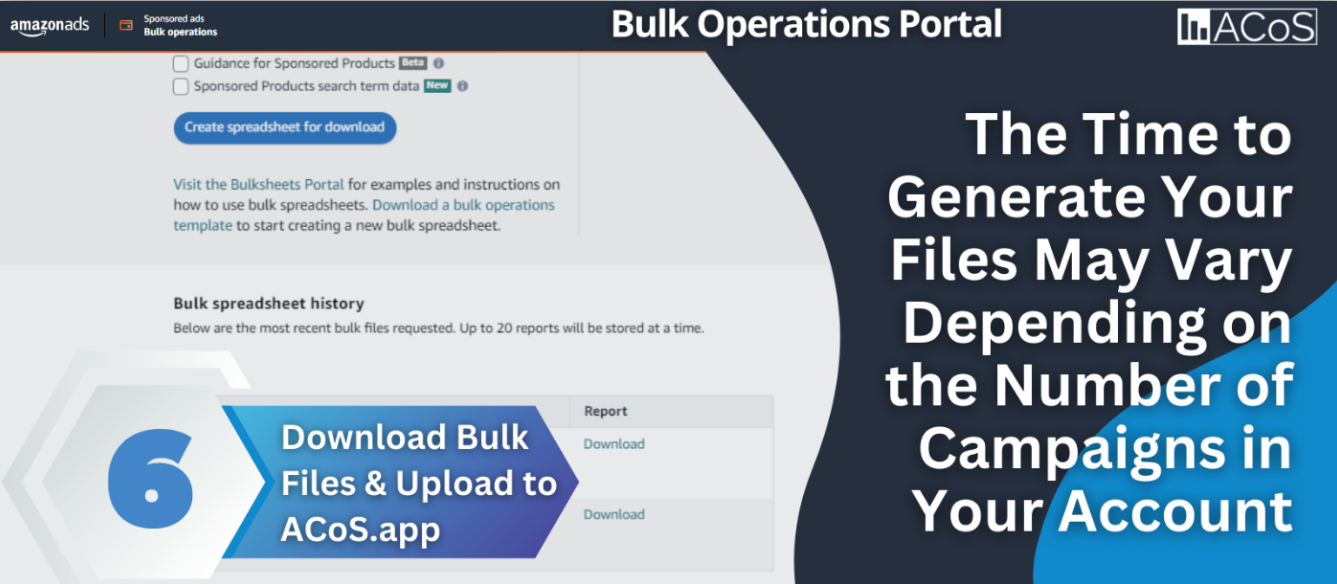 amazonads
Sponsored ads
Bulk operations
Bulk Operations Portal
ACoS
Guidance for Sponsored Products Beta
Sponsored Products search term data New
Create spreadsheet for download
Visit the Bulksheets Portal for examples and instructions on
how to use bulk spreadsheets. Download a bulk operations
template to start creating a new bulk spreadsheet.
Bulk spreadsheet history
Below are the most recent bulk files requested. Up to 20 reports will be stored at a time.
Report
Download
Download
6
Download Bulk
Files & Upload to
ACoS.app
The Time to
Generate Your
Files May Vary
Depending on
the Number of
Campaigns in
Your Account